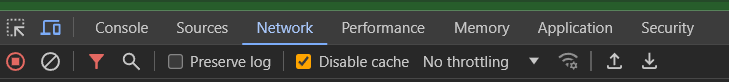 Console Sources Network Performance Memory Application Security
Preserve log Disable cache No throttling